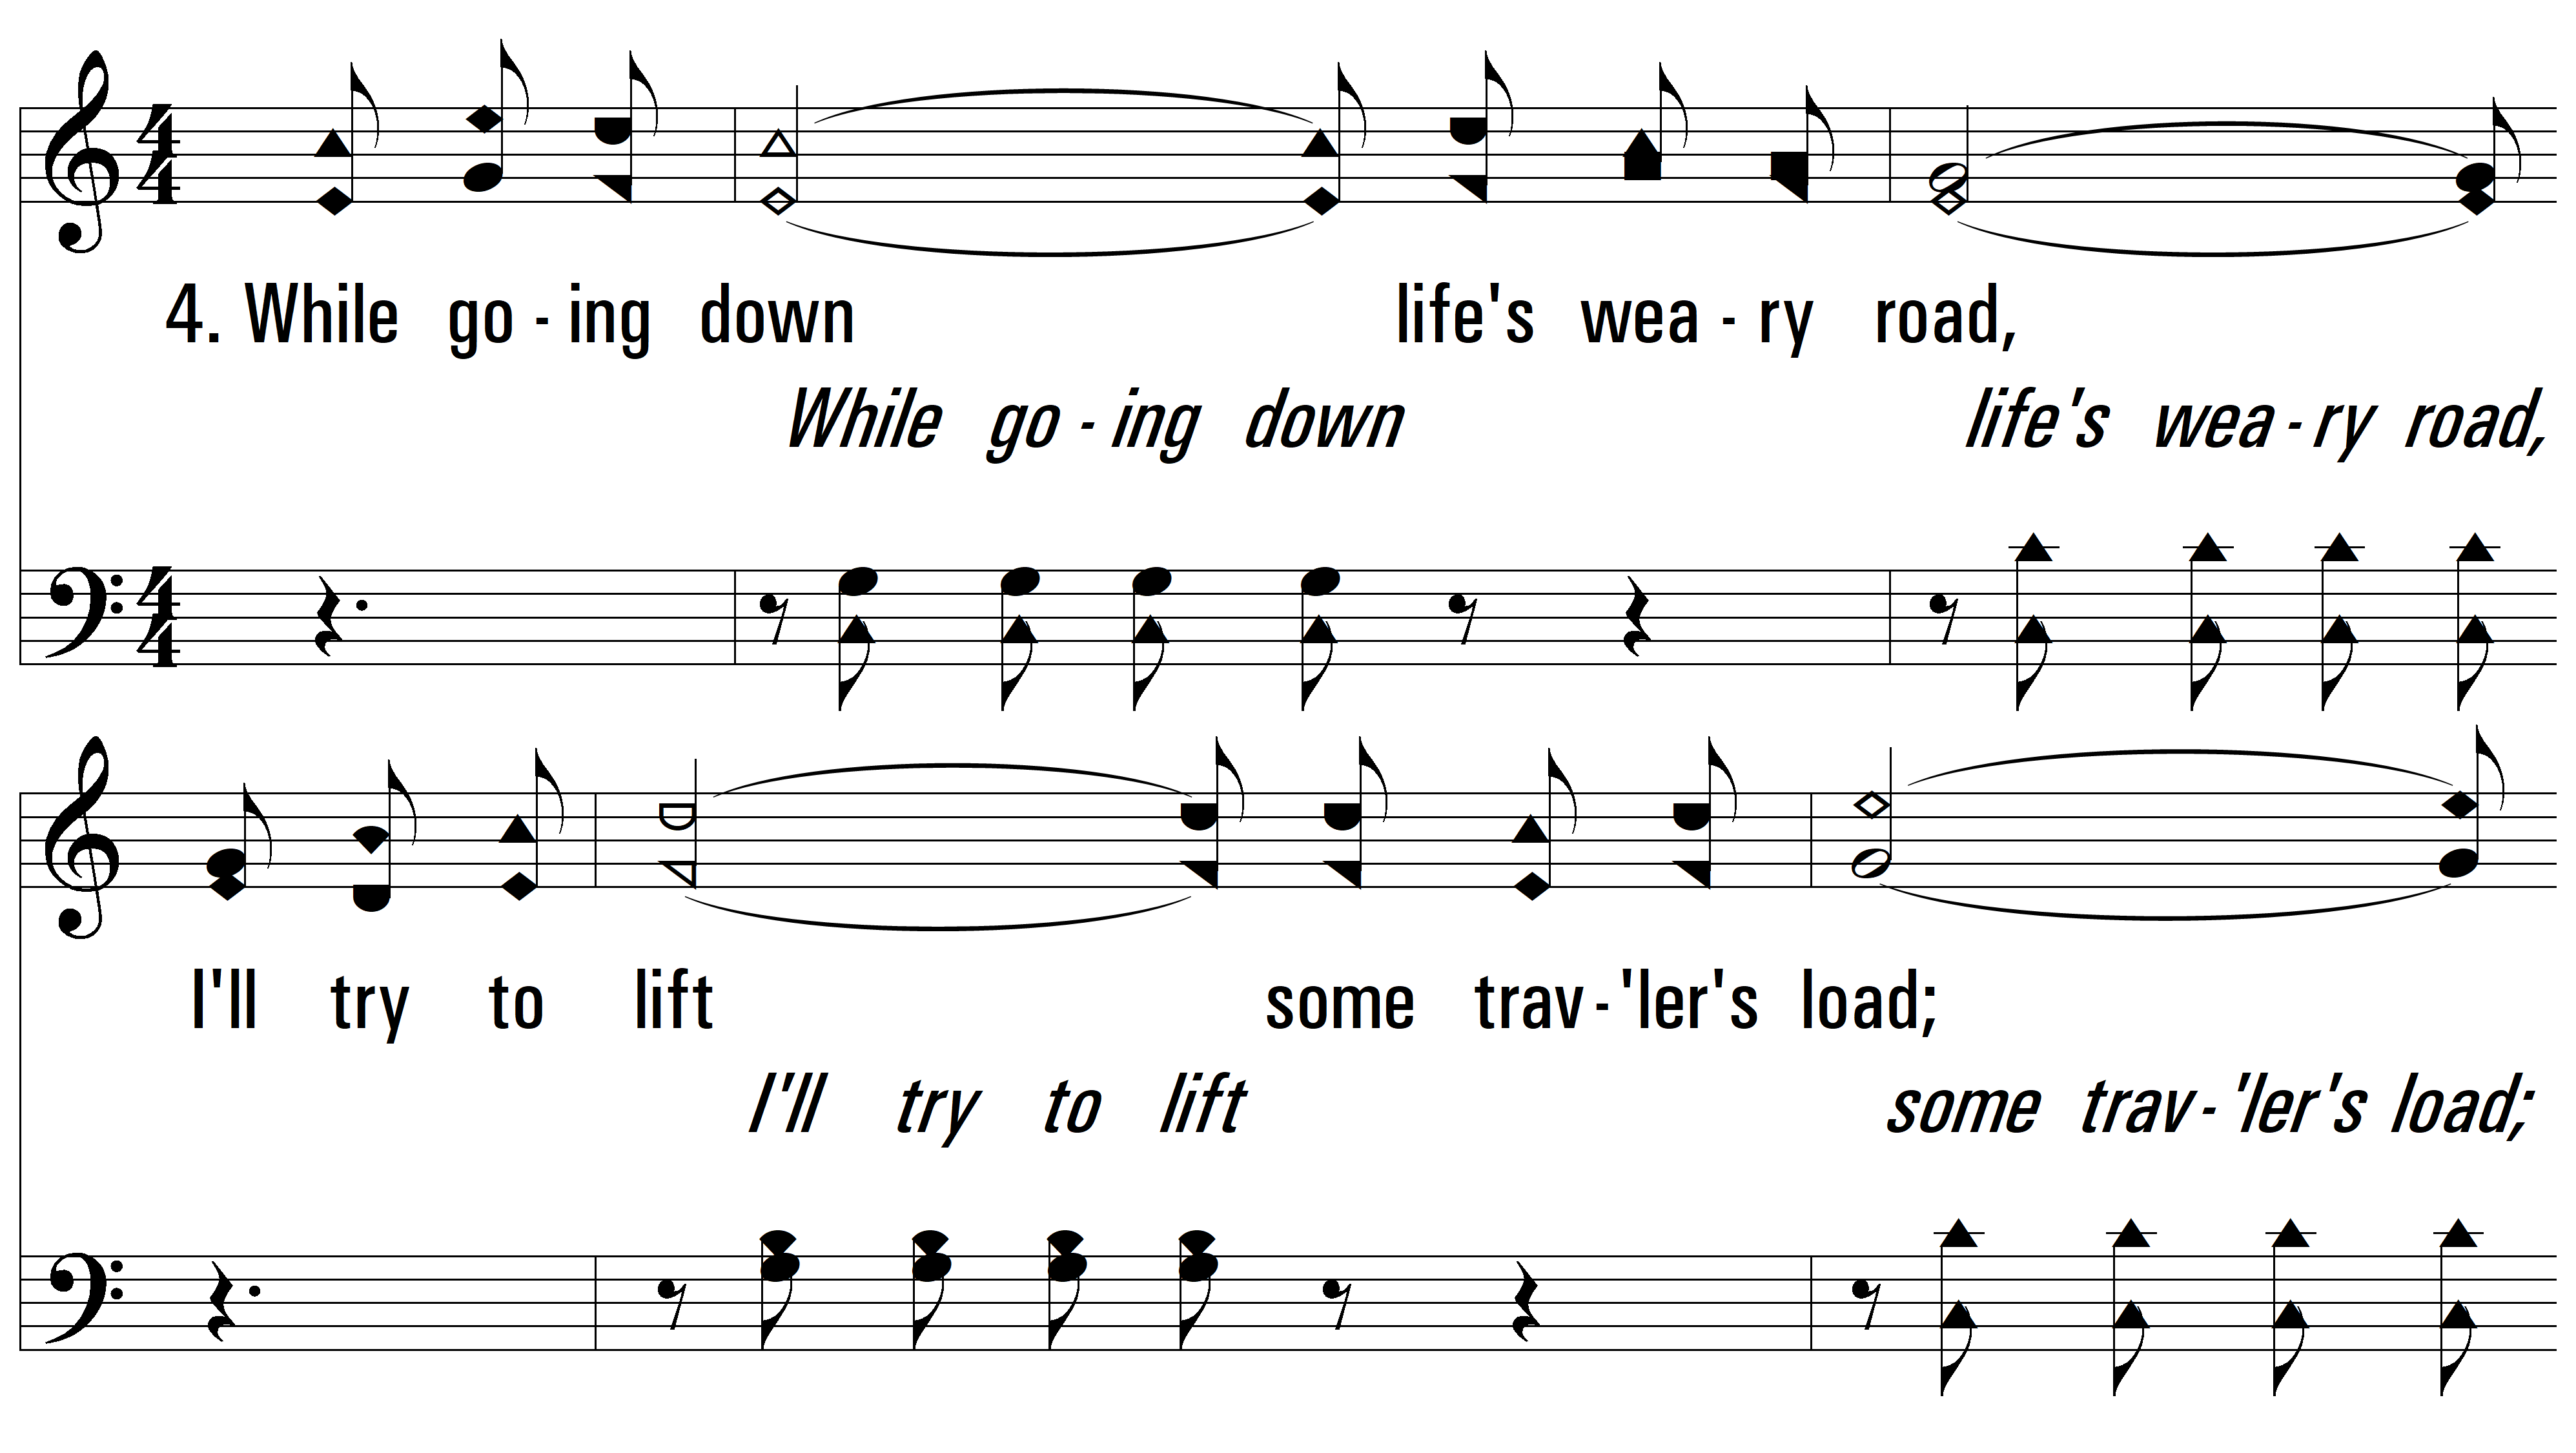 4. While go - ing down life's wea - ry road,
While go - ing down life's wea - ry road,
I'll try to lift some trav - 'ler's load;
I'll try to lift some trav - 'ler's load;